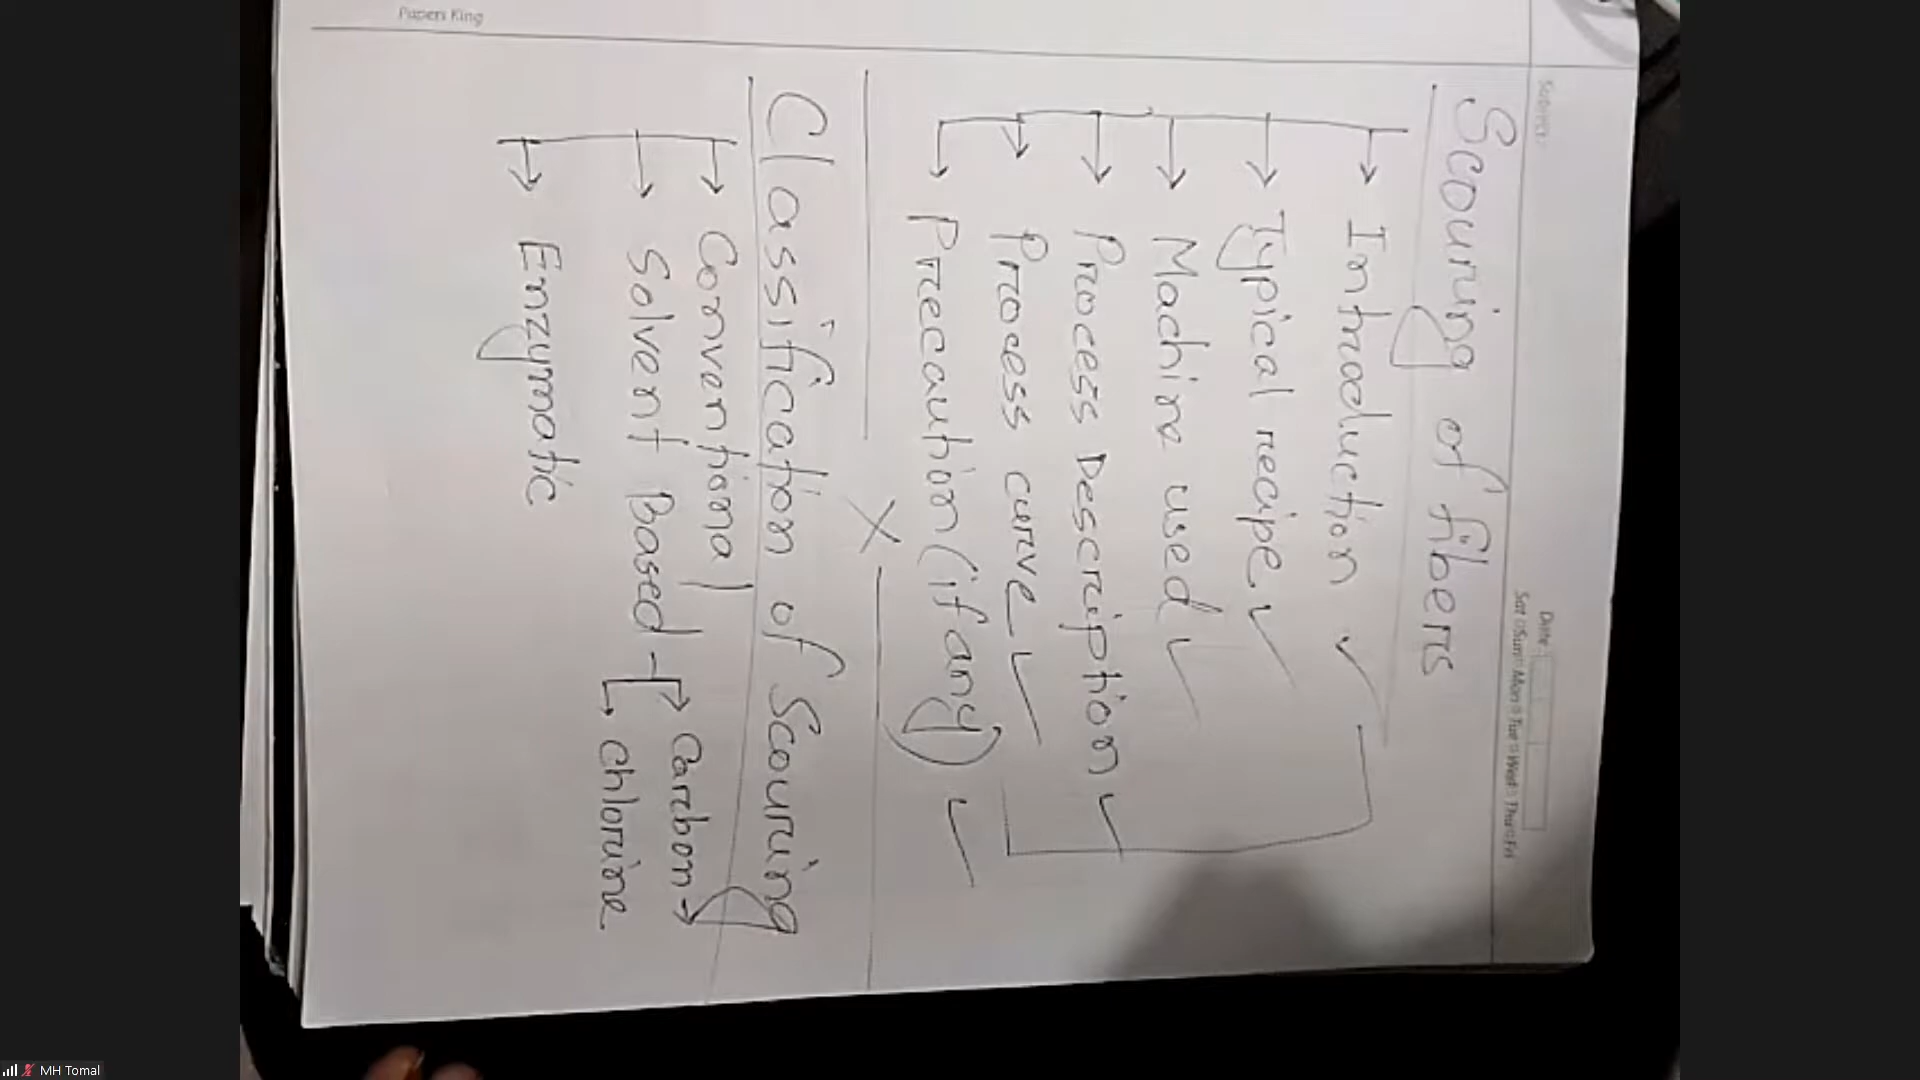 Subject:
Date:
Sat Sun Mon Tue Wed Thu Fri
Scouring of fibers
→ Introduction ✓
→ Typical recipe ✓
→ Machine used ✓
→ Process Description ✓
→ Process curve ✓
→ Precaution (if any) ✓
X
Classification of Scouring
→ Conventional
→ Solvent Based → Carbon →
→ chlorine
→ Enzymatic
Papers King
MH Tomal